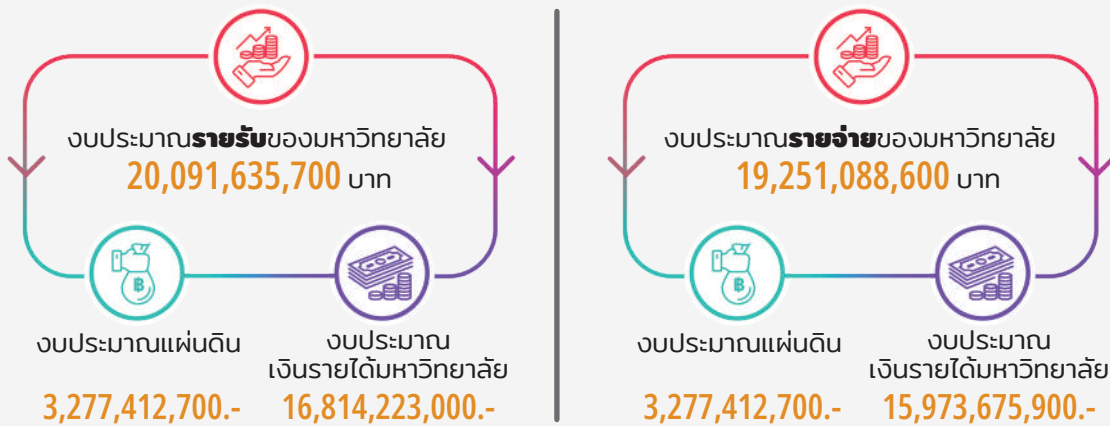 งบประมาณรายรับของมหาวิทยาลัย
20,091,635,700 บาท
งบประมาณแผ่นดิน
3,277,412,700.-
งบประมาณ
เงินรายได้มหาวิทยาลัย
16,814,223,000.-
งบประมาณรายจ่ายของมหาวิทยาลัย
19,251,088,600 บาท
งบประมาณแผ่นดิน
3,277,412,700.-
งบประมาณ
เงินรายได้มหาวิทยาลัย
15,973,675,900.-